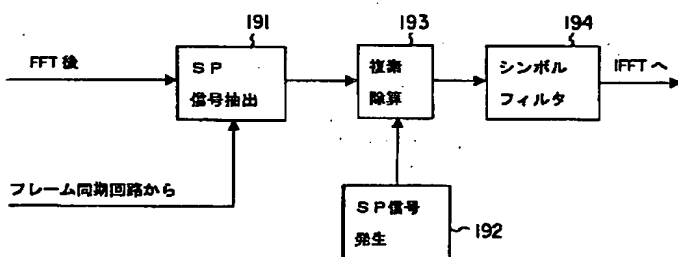 191
193
194
FFT後
SP
信号抽出
複素
除算
シンボル
フィルタ
IFFTへ
フレーム同期回路から
SP信号
発生
192